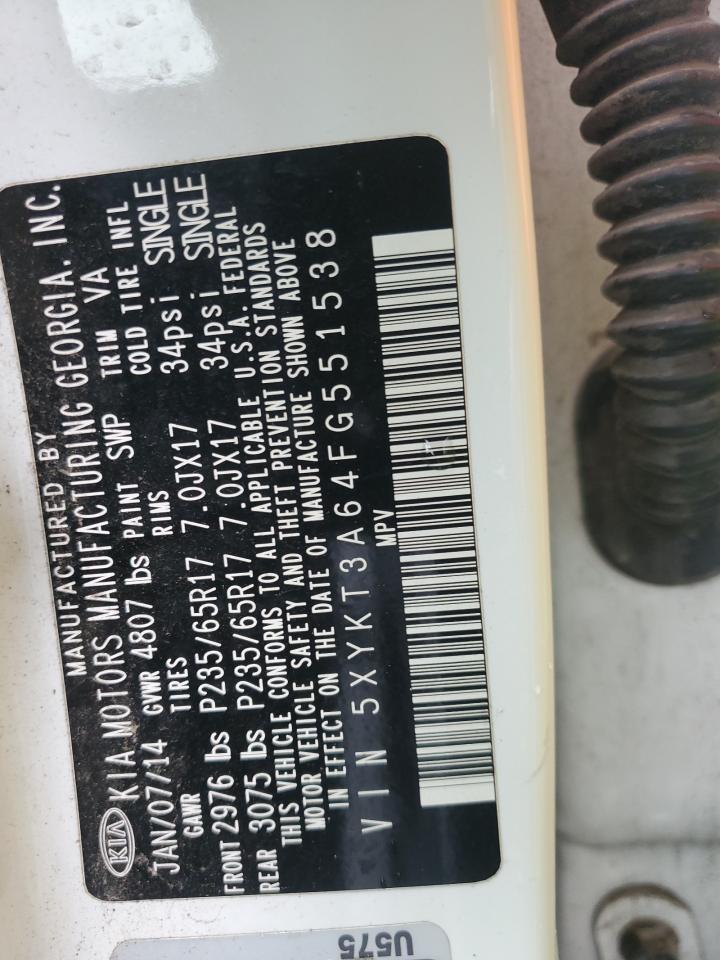 MANUFACTURED BY
KIA KIA MOTORS MANUFACTURING GEORGIA, INC.
JAN/07/14 GVWR 4807 lbs PAINT SWP TRIM VA
GAWR TIRES RIMS COLD TIRE INFL
FRONT 2976 lbs P235/65R17 7.0JX17 34psi SINGLE
REAR 3075 lbs P235/65R17 7.0JX17 34psi SINGLE
THIS VEHICLE CONFORMS TO ALL APPLICABLE U.S.A. FEDERAL
MOTOR VEHICLE SAFETY AND THEFT PREVENTION STANDARDS
IN EFFECT ON THE DATE OF MANUFACTURE SHOWN ABOVE
VIN 5XYKT3A64FG551538
MPV
U575